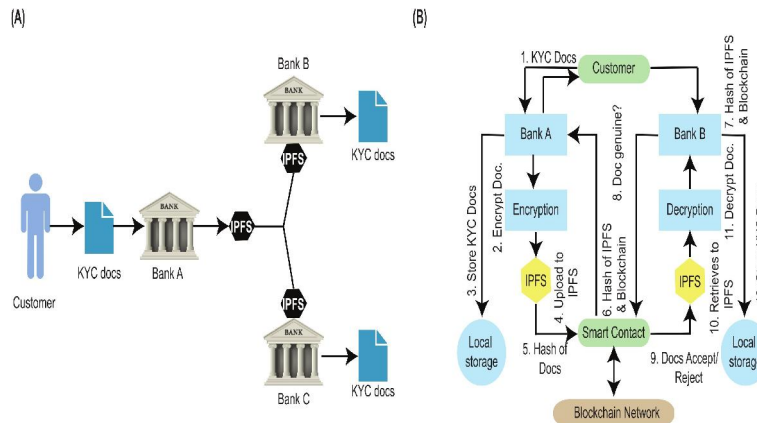 (A)
Bank B
BANK
IPFS
KYC docs
Customer
KYC docs
BANK
Bank A
IPFS
IPFS
BANK
Bank C
KYC docs
(B)
1. KYC Docs
Customer
7. Hash of IPFS
& Blockchain
Bank A
8. Doc genuine?
Bank B
2. Encrypt Doc.
3. Store KYC Docs
Encryption
6. Hash of IPFS
& Blockchain
Decryption
11. Decrypt Doc.
IPFS
4. Upload to
IPFS
IPFS
10. Retrieves to
IPFS
Local
storage
5. Hash of
Docs
Smart Contact
9. Docs Accept/
Reject
Local
storage
Blockchain Network